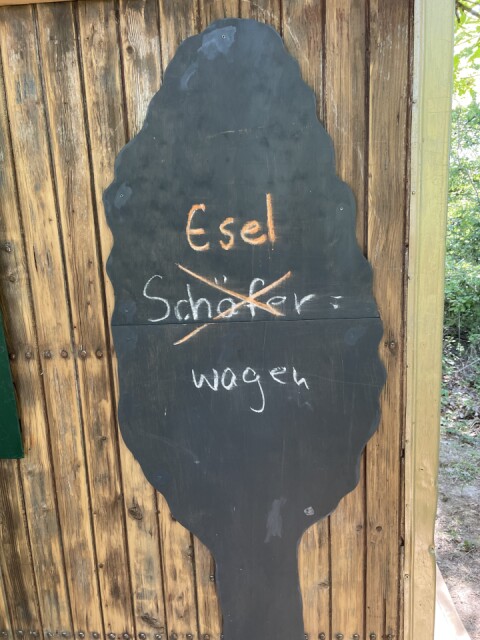 Esel
Schäfer=
wagen